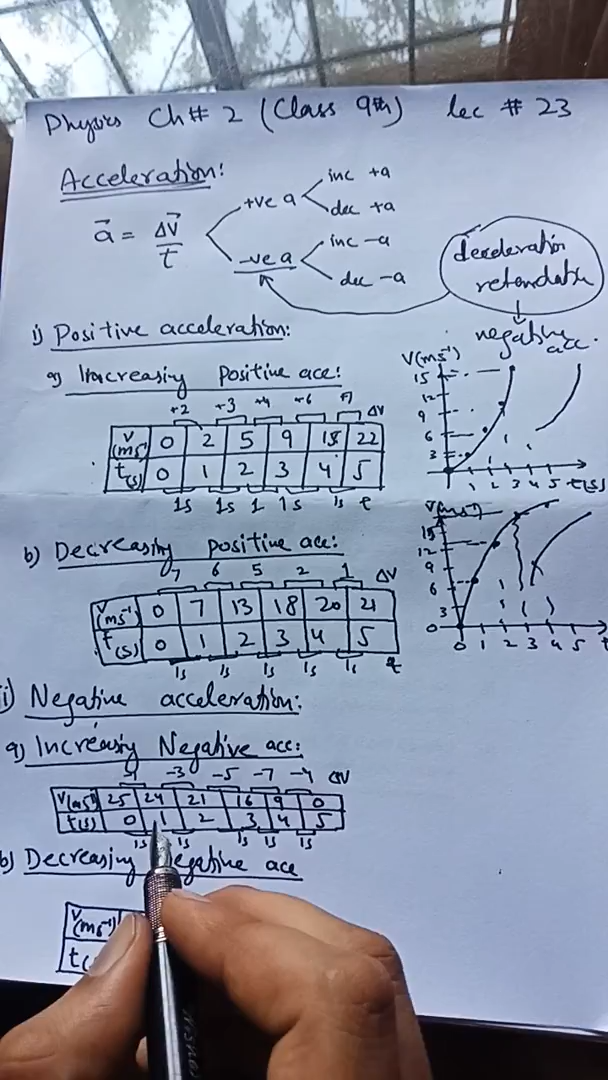 Physics Ch# 2 (Class 9th) lec # 23
Acceleration:
a = ΔV/t
+ve a
inc +a
dec +a
-ve a
inc -a
dec -a
deceleration
negative
acc.
i) Positive acceleration:
a) Increasing Positive acc:
+2 +3 +4 +6 +7 ΔV
V(ms⁻¹) 0 2 5 9 15 22
t(s) 0 1 2 3 4 5
1s 1s 1 1s 1s t
V(ms⁻¹)
15
12
9
6
3
1 2 3 4 5 t(s)
b) Decreasing positive acc:
7 6 5 2 1 ΔV
V(ms⁻¹) 0 7 13 18 20 21
t(s) 0 1 2 3 4 5
1s 1s 1s 1s 1s t
V(ms⁻¹)
15
12
9
6
3
0
0 1 2 3 4 5 t
ii) Negative acceleration:
a) Increasing Negative acc:
-1 -3 -5 -7 -9 ΔV
V(ms⁻¹) 25 24 21 16 9 0
t(s) 0 1 2 3 4 5
1s 1s 1s 1s 1s
b) Decreasing Negative acc
V(ms⁻¹)